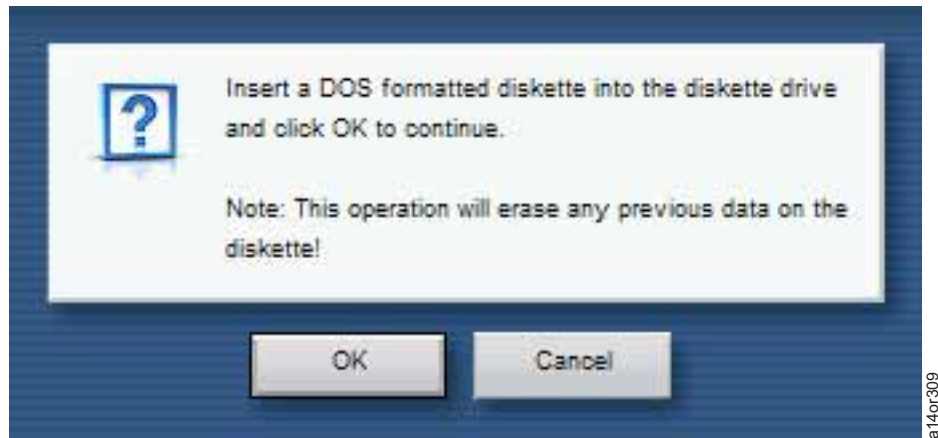 Insert a DOS formatted diskette into the diskette drive
and click OK to continue.
Note: This operation will erase any previous data on the
diskette!
OK
Cancel
a14or309